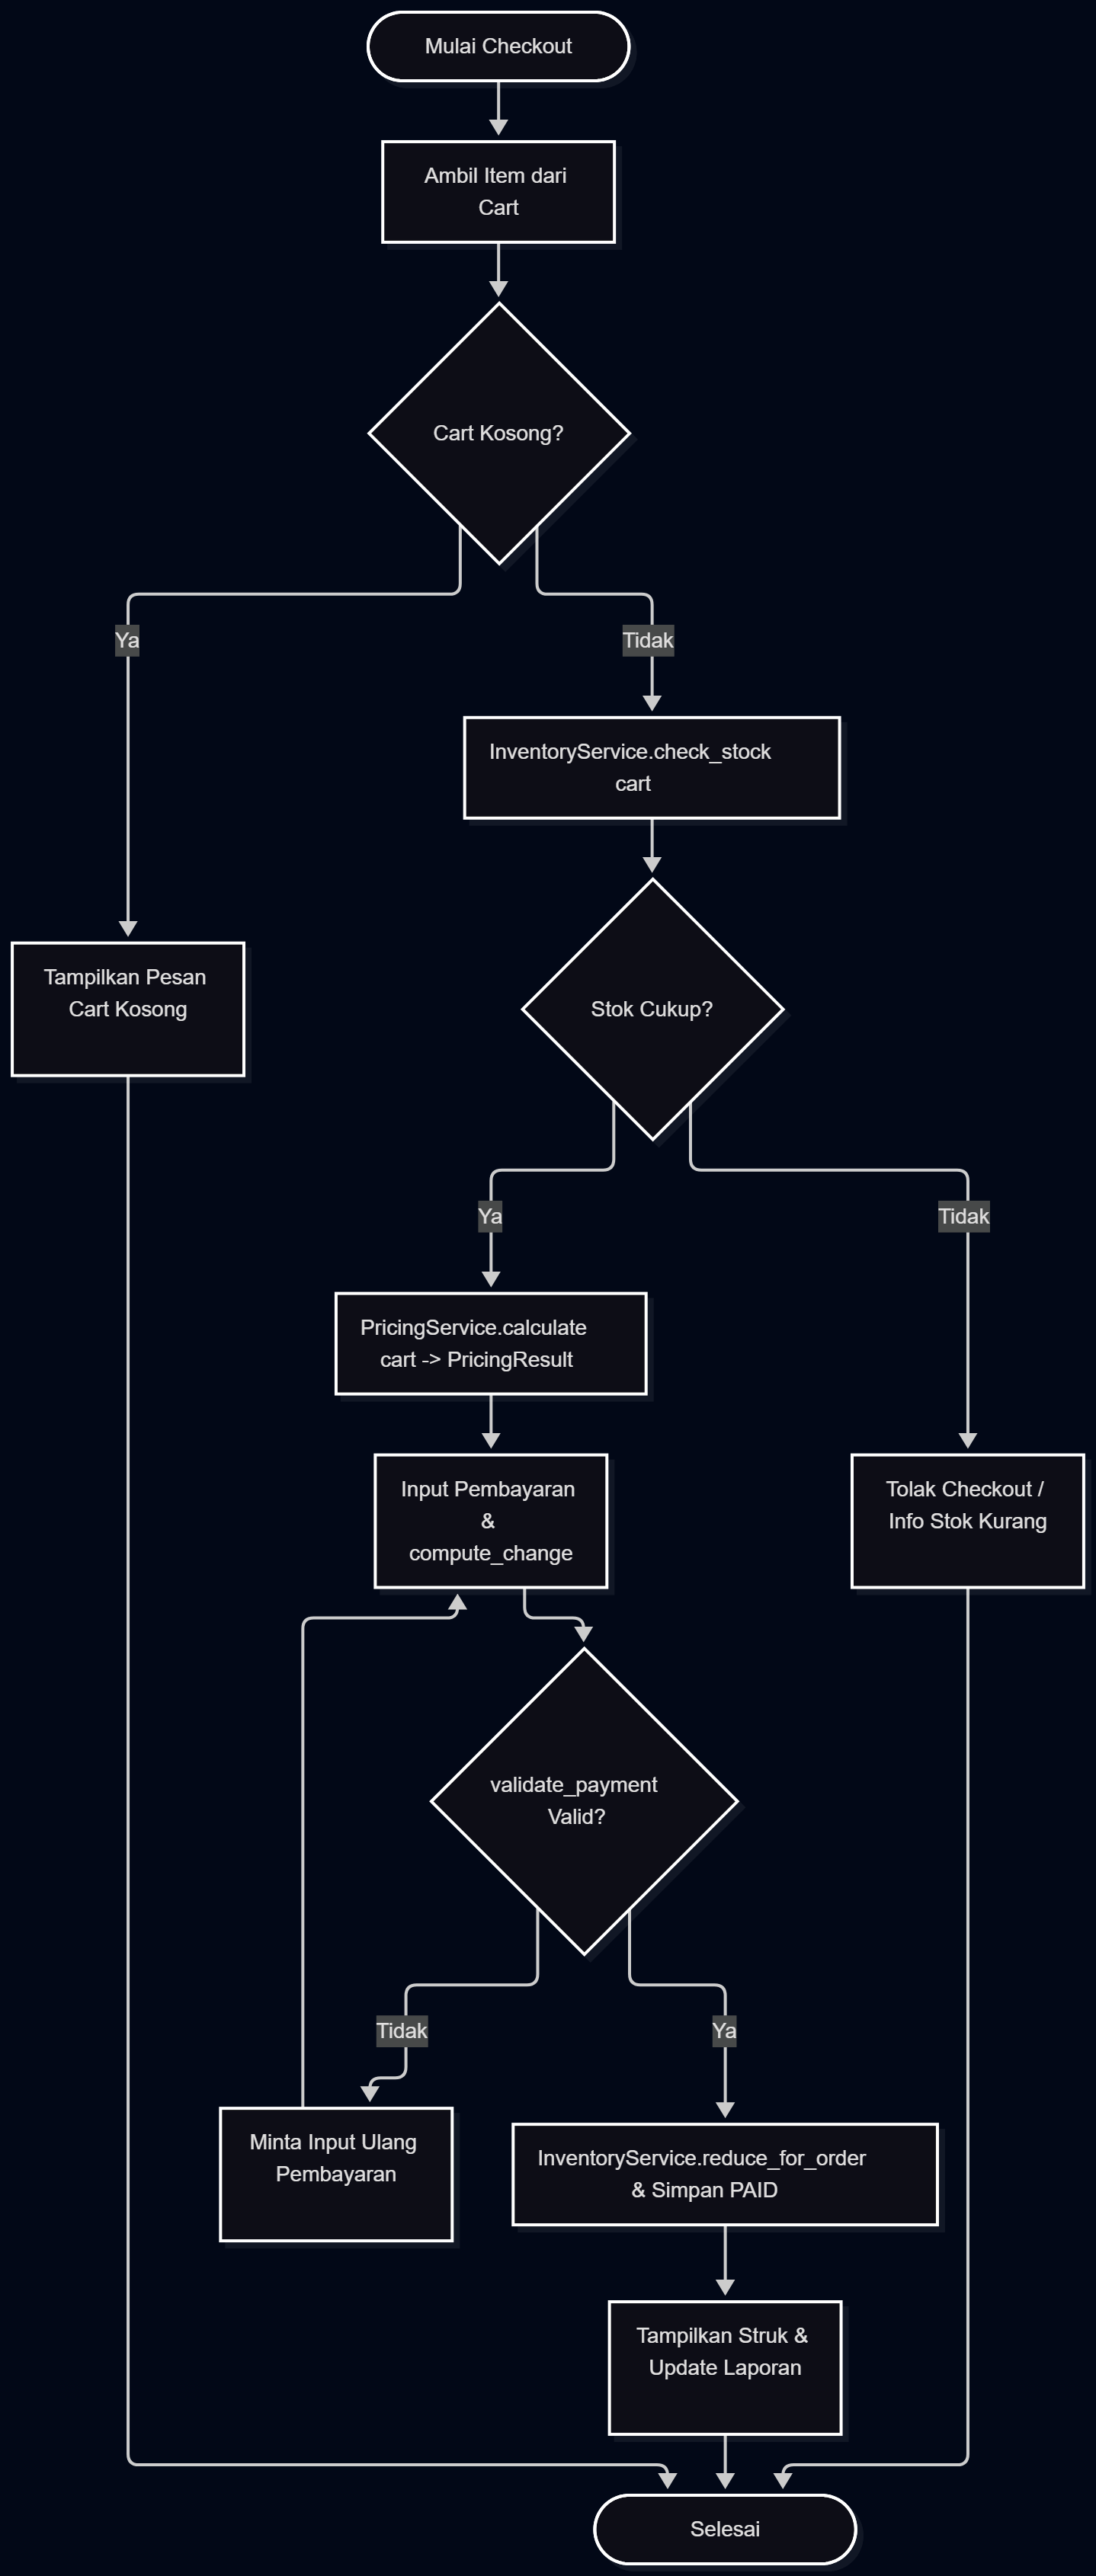 Mulai Checkout
Ambil Item dari
Cart
Cart Kosong?
Ya
Tidak
InventoryService.check_stock
cart
Tampilkan Pesan
Cart Kosong
Stok Cukup?
Ya
Tidak
PricingService.calculate
cart -> PricingResult
Input Pembayaran
&
compute_change
Tolak Checkout /
Info Stok Kurang
validate_payment
Valid?
Tidak
Ya
Minta Input Ulang
Pembayaran
InventoryService.reduce_for_order
& Simpan PAID
Tampilkan Struk &
Update Laporan
Selesai